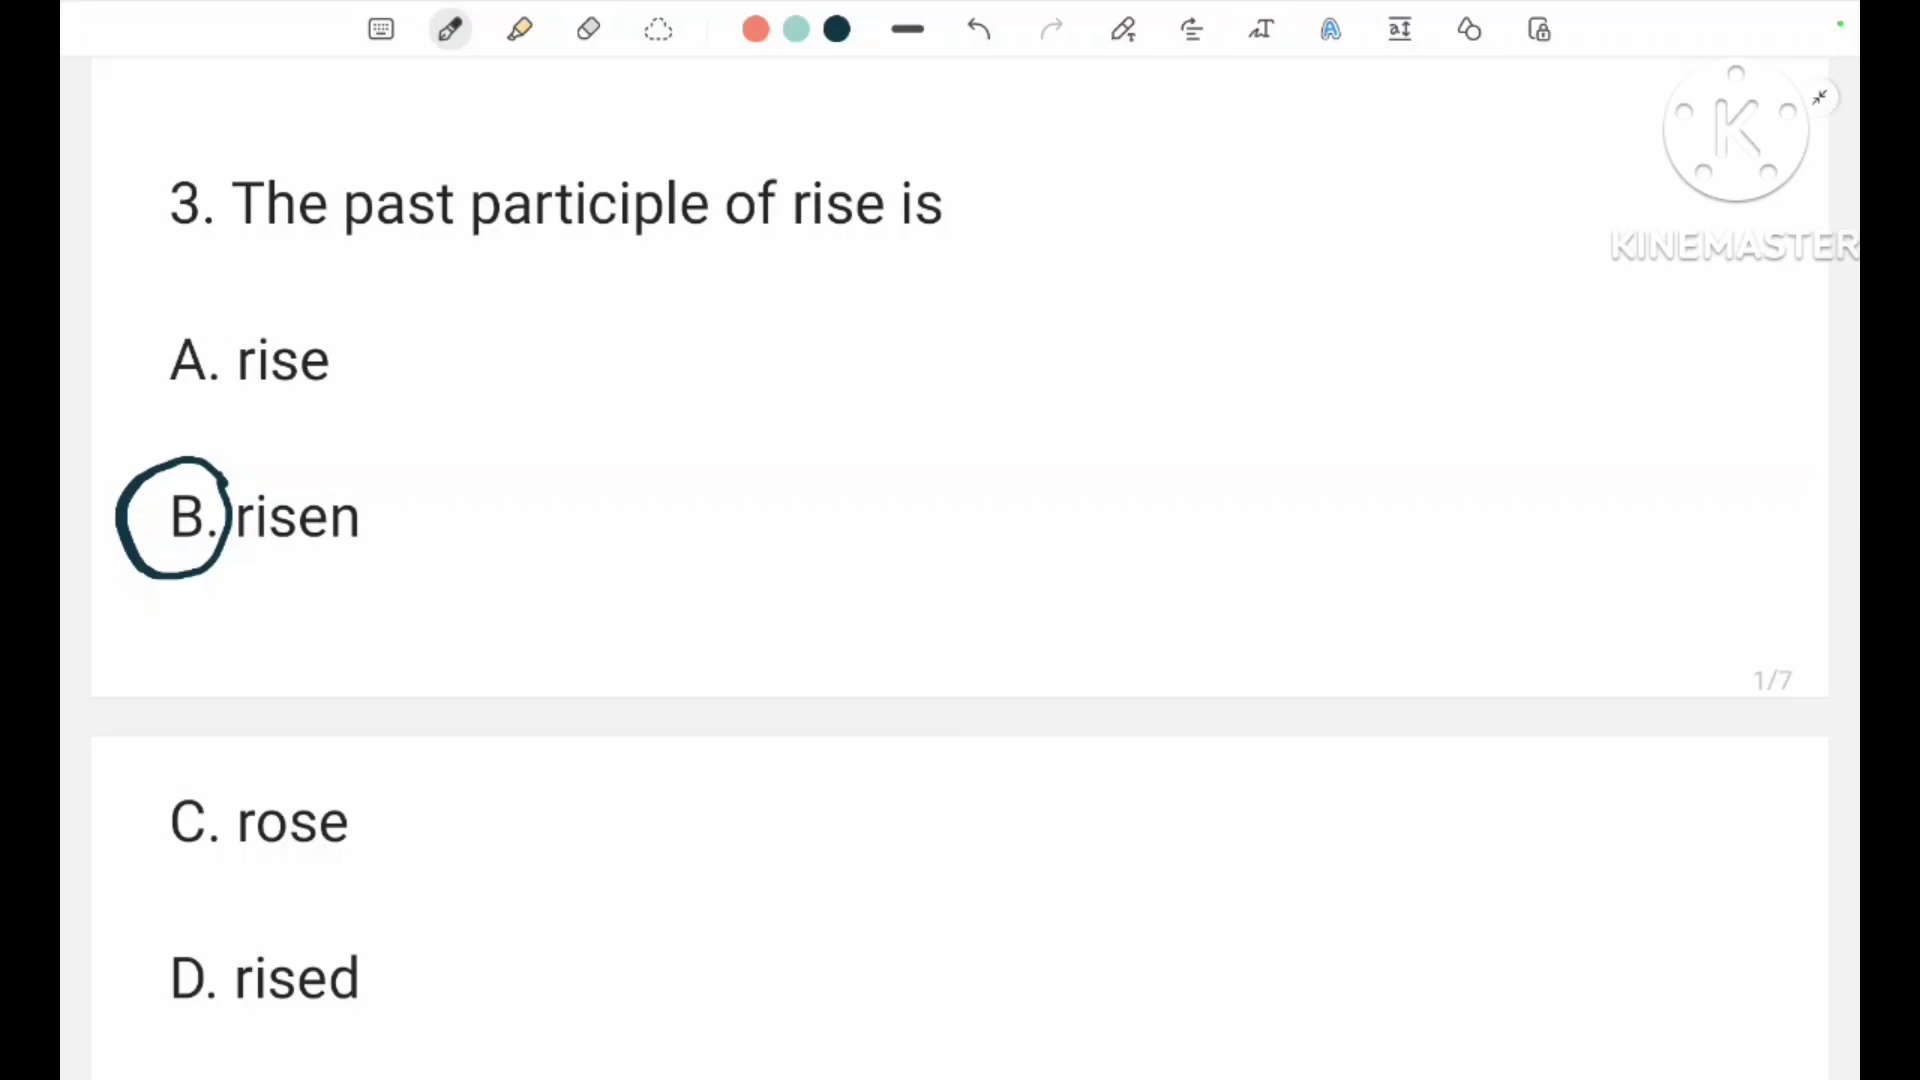 K
KINEMASTER
3. The past participle of rise is
A. rise
B. risen
1/7
C. rose
D. rised